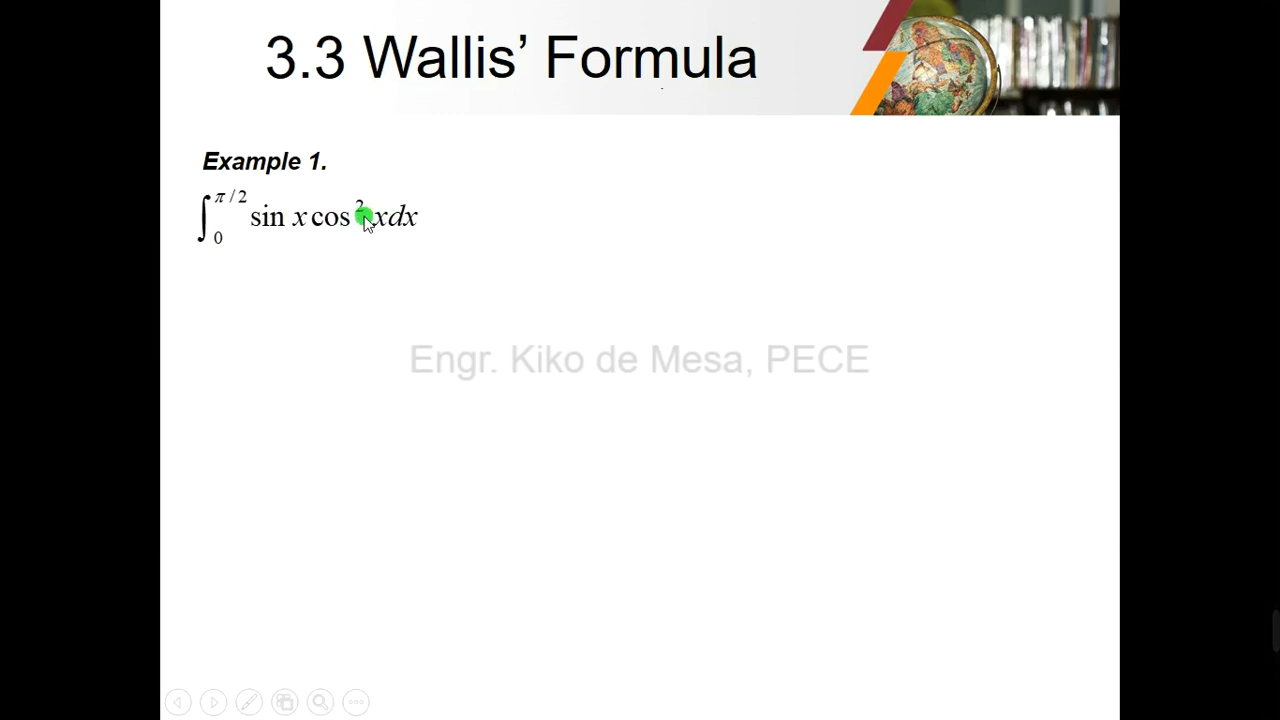 3.3 Wallis’ Formula
Example 1.
∫₀^{π/2} sin x cos² x dx
Engr. Kiko de Mesa, PECE